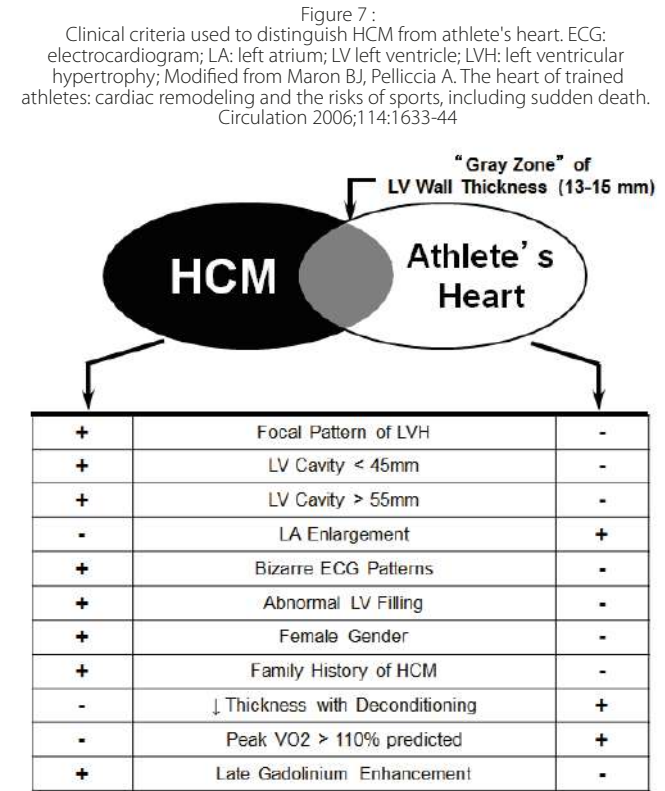 Figure 7 :
Clinical criteria used to distinguish HCM from athlete's heart. ECG:
electrocardiogram; LA: left atrium; LV left ventricle; LVH: left ventricular
hypertrophy; Modified from Maron BJ, Pelliccia A. The heart of trained
athletes: cardiac remodeling and the risks of sports, including sudden death.
Circulation 2006;114:1633-44
“Gray Zone” of
LV Wall Thickness (13-15 mm)
HCM
Athlete’s
Heart
+ Focal Pattern of LVH -
+ LV Cavity < 45mm -
+ LV Cavity > 55mm -
- LA Enlargement +
+ Bizarre ECG Patterns -
+ Abnormal LV Filling -
+ Female Gender -
+ Family History of HCM -
- ↓ Thickness with Deconditioning +
- Peak VO2 > 110% predicted +
+ Late Gadolinium Enhancement -